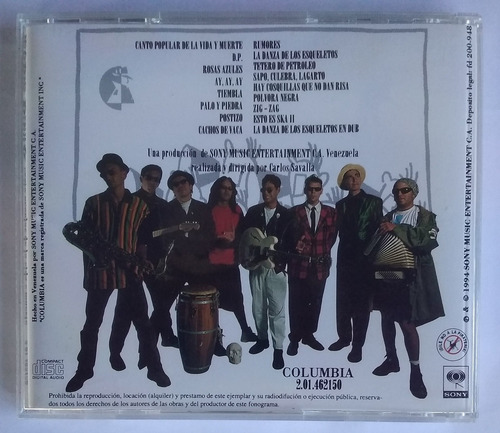 CANTO POPULAR DE LA VIDA Y MUERTE
D.P.
ROSAS AZULES
AY, AY, AY
TIEMBLA
PALO Y PIEDRA
POSTIZO
CACHOS DE VACA
RUMORES
LA DANZA DE LOS ESQUELETOS
TETERO DE PETROLEO
SAPO, CULEBRA, LAGARTO
HAY COSQUILLAS QUE NO DAN RISA
POLVORA NEGRA
ZIG - ZAG
ESTO ES SKA II
LA DANZA DE LOS ESQUELETOS EN DUB
Una producción de SONY MUSIC ENTERTAINMENT C.A. Venezuela
realizada y dirigida por Carlos Savalla
COLUMBIA
2.01.462150
COMPACT
disc
DIGITAL AUDIO
SONY
Prohibida la reproducción, locación (alquiler) y prestamo de este ejemplar y su radiodifución o ejecución pública, reserva-
dos todos los derechos de los autores de las obras y del productor de este fonograma.
Hecho en Venezuela por SONY MUSIC ENTERTAINMENT C.A.
"COLUMBIA es una marca registrada de SONY MUSIC ENTERTAINMENT INC"
℗ & © 1994 SONY MUSIC ENTERTAINMENT C.A. Deposito legal: fd 200-948